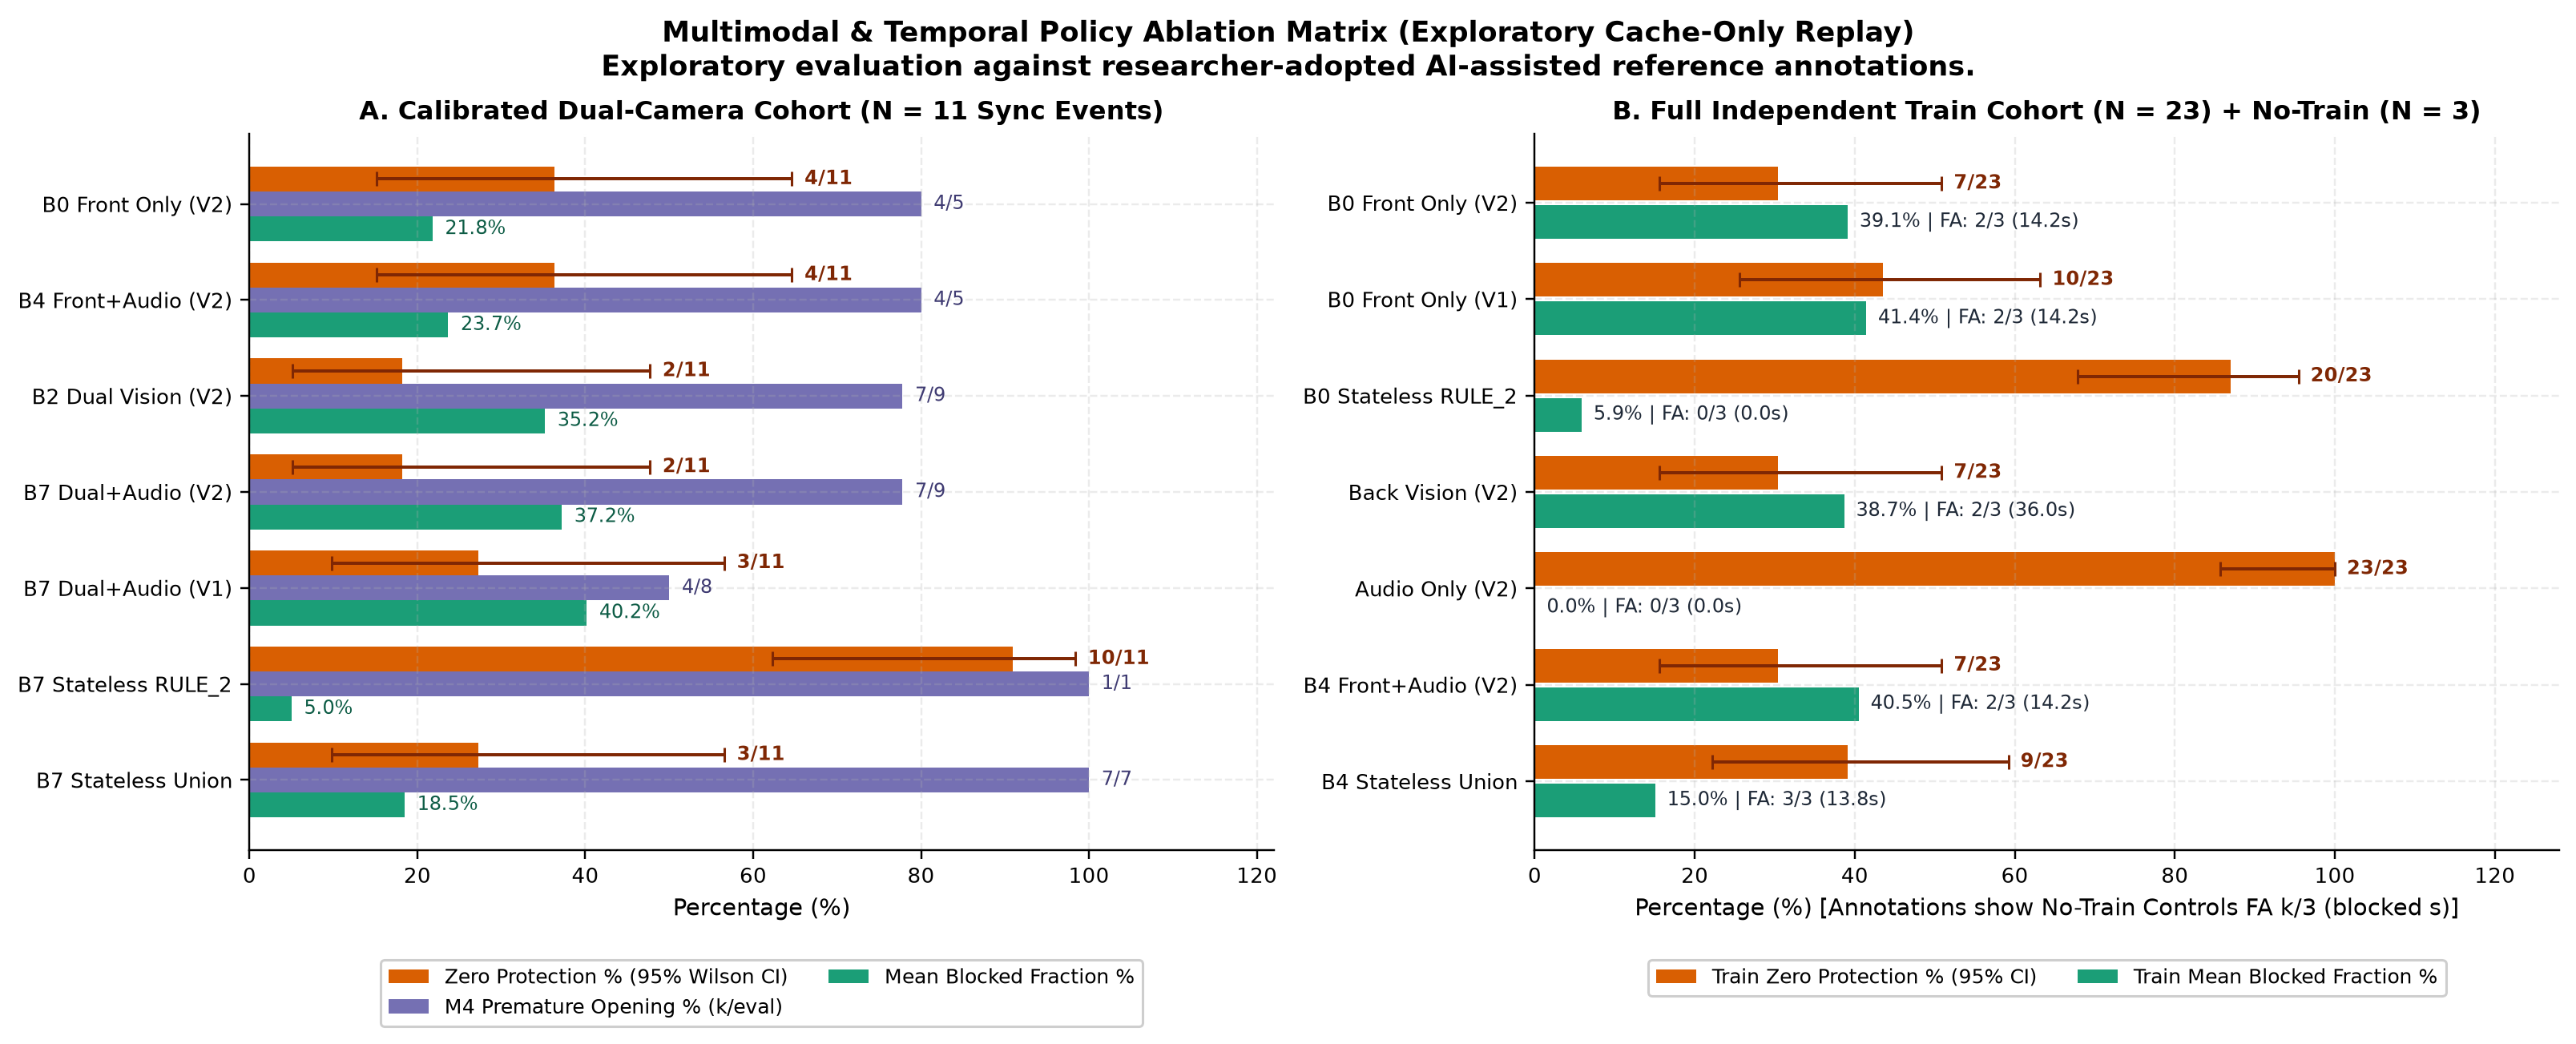 Multimodal & Temporal Policy Ablation Matrix (Exploratory Cache-Only Replay)
Exploratory evaluation against researcher-adopted AI-assisted reference annotations.
A. Calibrated Dual-Camera Cohort (N = 11 Sync Events)
B0 Front Only (V2)
4/11
4/5
21.8%
B4 Front+Audio (V2)
4/11
4/5
23.7%
B2 Dual Vision (V2)
2/11
7/9
35.2%
B7 Dual+Audio (V2)
2/11
7/9
37.2%
B7 Dual+Audio (V1)
3/11
4/8
40.2%
B7 Stateless RULE_2
10/11
1/1
5.0%
B7 Stateless Union
3/11
7/7
18.5%
0 20 40 60 80 100 120
Percentage (%)
Zero Protection % (95% Wilson CI)
M4 Premature Opening % (k/eval)
Mean Blocked Fraction %
B. Full Independent Train Cohort (N = 23) + No-Train (N = 3)
B0 Front Only (V2)
7/23
39.1% | FA: 2/3 (14.2s)
B0 Front Only (V1)
10/23
41.4% | FA: 2/3 (14.2s)
B0 Stateless RULE_2
20/23
5.9% | FA: 0/3 (0.0s)
Back Vision (V2)
7/23
38.7% | FA: 2/3 (36.0s)
Audio Only (V2)
23/23
0.0% | FA: 0/3 (0.0s)
B4 Front+Audio (V2)
7/23
40.5% | FA: 2/3 (14.2s)
B4 Stateless Union
9/23
15.0% | FA: 3/3 (13.8s)
0 20 40 60 80 100 120
Percentage (%) [Annotations show No-Train Controls FA k/3 (blocked s)]
Train Zero Protection % (95% CI)
Train Mean Blocked Fraction %